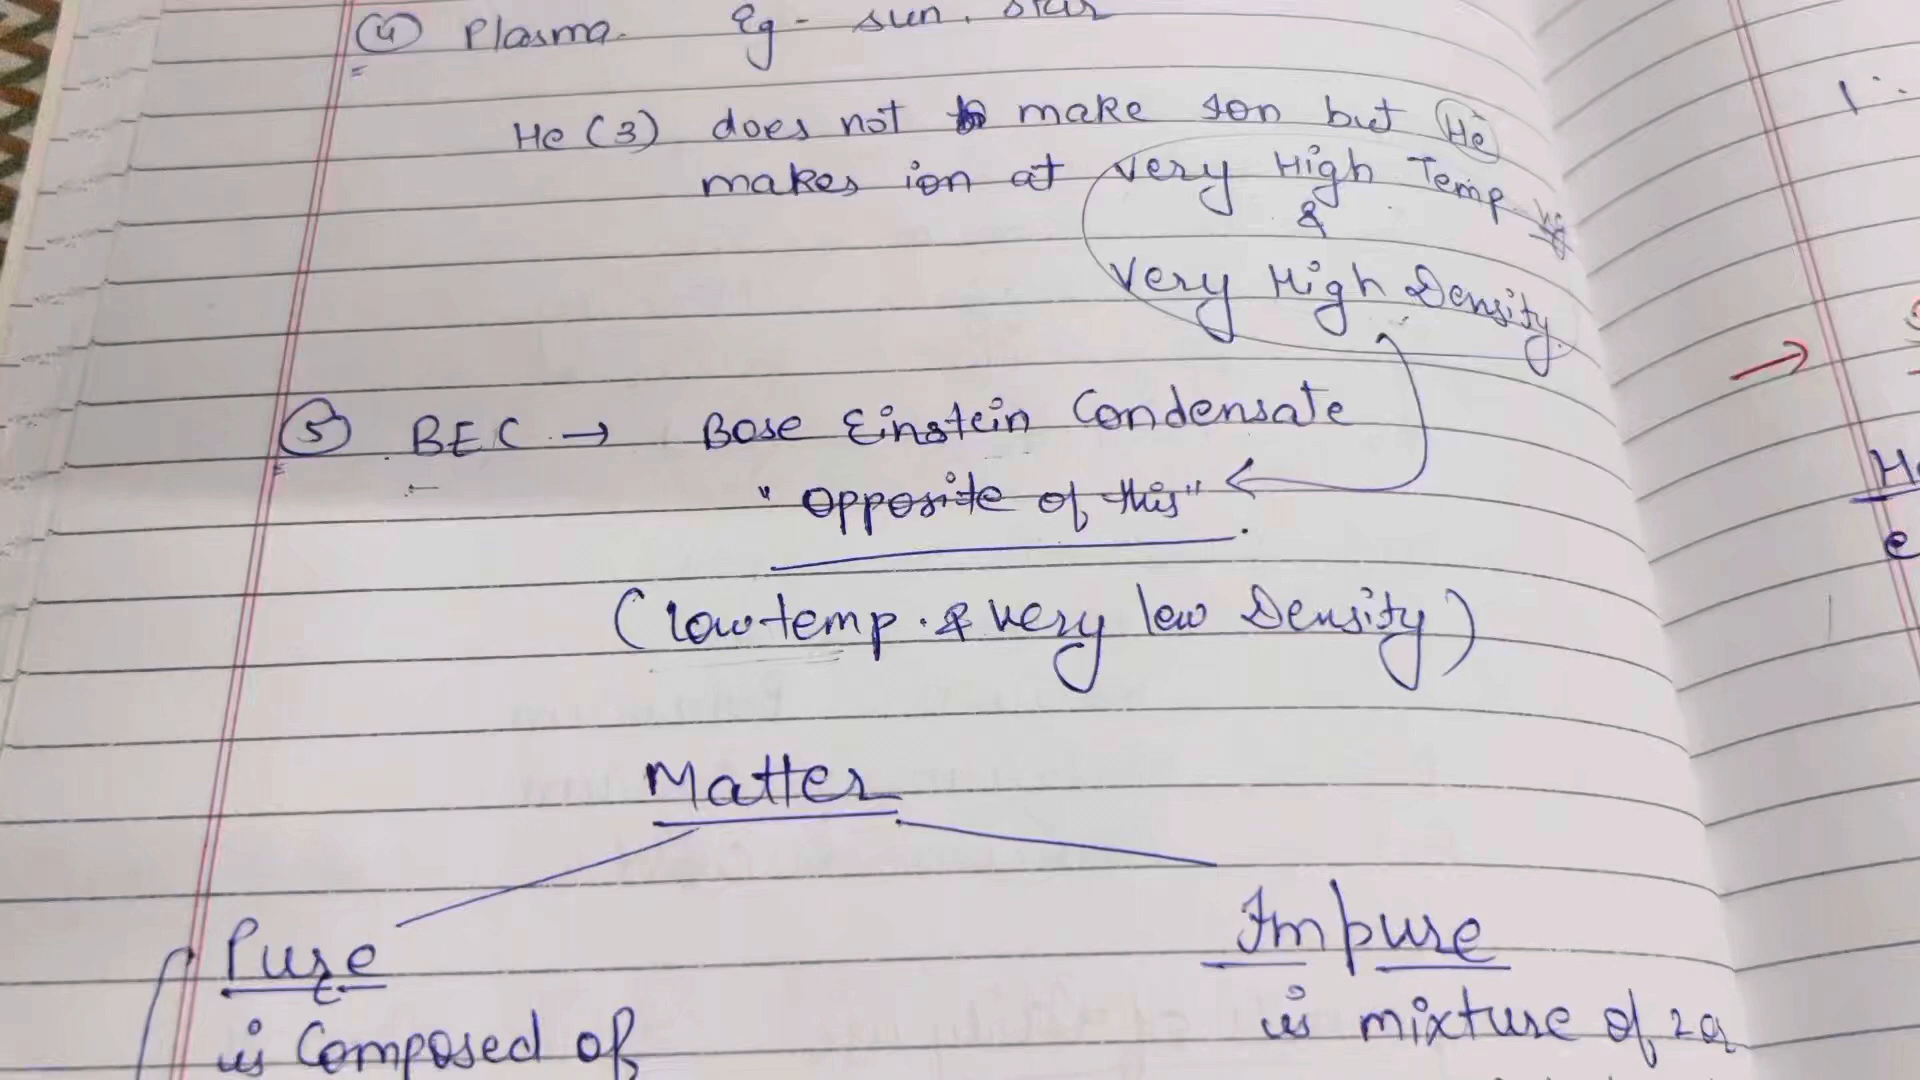 (4) Plasma. Eg - sun, star
He (3) does not make ion but He
makes ion at very High Temp.
&
very High Density.
(5) BEC → Bose Einstein Condensate
"opposite of this"
(low temp. & very low Density)
Matter
Pure
Impure
is composed of
is mixture of 2 or